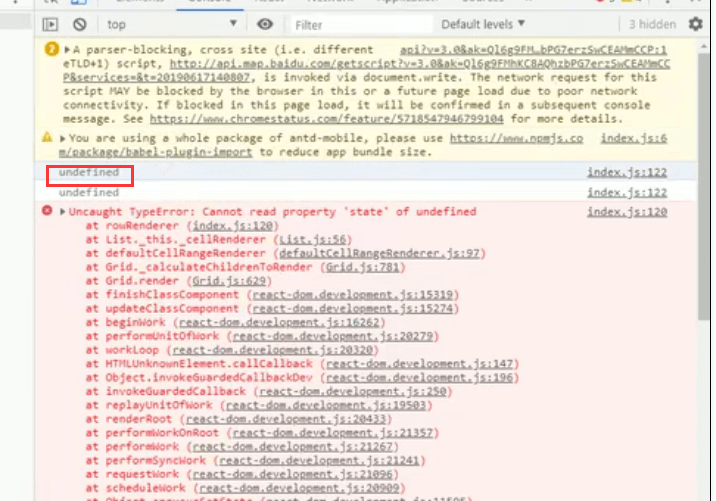 top
Filter
Default levels ▼
3 hidden
2 ▶A parser-blocking, cross site (i.e. different api?v=3.0&ak=Ql6g9F…bPG7erzSwCEAMmCCP:1
eTLD+1) script, http://api.map.baidu.com/getscript?v=3.0&ak=Ql6g9FMhKC8AQhzbPG7erzSwCEAMmCC
P&services=&t=20190617140807, is invoked via document.write. The network request for this
script MAY be blocked by the browser in this or a future page load due to poor network
connectivity. If blocked in this page load, it will be confirmed in a subsequent console
message. See https://www.chromestatus.com/feature/5718547946799104 for more details.
▶You are using a whole package of antd-mobile, please use https://www.npmjs.co index.js:6
m/package/babel-plugin-import to reduce app bundle size.
undefined index.js:122
undefined index.js:122
▶Uncaught TypeError: Cannot read property 'state' of undefined index.js:120
at rowRenderer (index.js:120)
at List._this._cellRenderer (List.js:56)
at defaultCellRangeRenderer (defaultCellRangeRenderer.js:97)
at Grid._calculateChildrenToRender (Grid.js:781)
at Grid.render (Grid.js:629)
at finishClassComponent (react-dom.development.js:15319)
at updateClassComponent (react-dom.development.js:15274)
at beginWork (react-dom.development.js:16262)
at performUnitOfWork (react-dom.development.js:20279)
at workLoop (react-dom.development.js:20320)
at HTMLUnknownElement.callCallback (react-dom.development.js:147)
at Object.invokeGuardedCallbackDev (react-dom.development.js:196)
at invokeGuardedCallback (react-dom.development.js:250)
at replayUnitOfWork (react-dom.development.js:19503)
at renderRoot (react-dom.development.js:20433)
at performWorkOnRoot (react-dom.development.js:21357)
at performWork (react-dom.development.js:21267)
at performSyncWork (react-dom.development.js:21241)
at requestWork (react-dom.development.js:21096)
at scheduleWork (react-dom.development.js:20909)